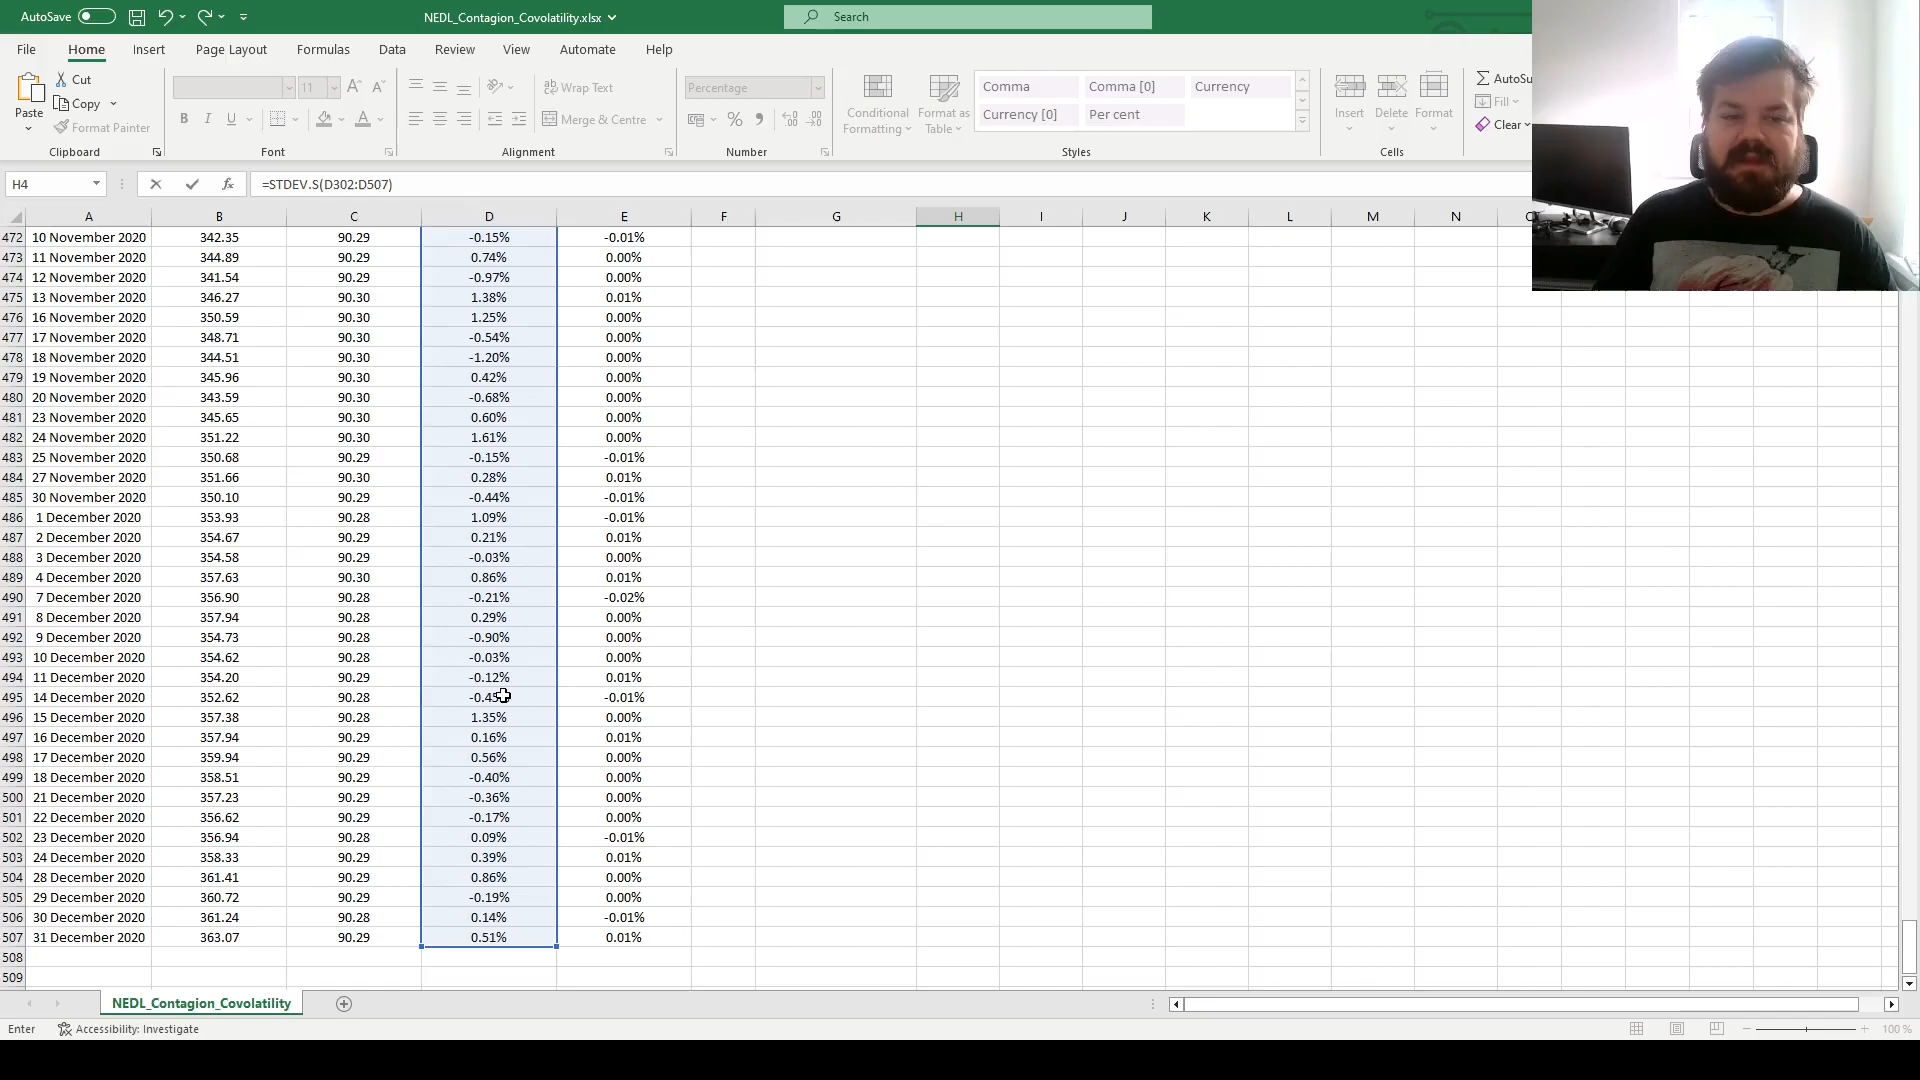 AutoSave NEDL_Contagion_Covolatility.xlsx Search
File Home Insert Page Layout Formulas Data Review View Automate Help
Cut
Copy
Format Painter
Paste
Clipboard
11
Font
Wrap Text
Merge & Centre
Alignment
Percentage
Number
Conditional Formatting
Format as Table
Comma Comma [0] Currency
Currency [0] Per cent
Styles
Insert Delete Format
Cells
AutoSu
Fill
Clear
H4 =STDEV.S(D302:D507)
A B C D E F G H I J K L M N
472 10 November 2020 342.35 90.29 -0.15% -0.01%
473 11 November 2020 344.89 90.29 0.74% 0.00%
474 12 November 2020 341.54 90.29 -0.97% 0.00%
475 13 November 2020 346.27 90.30 1.38% 0.01%
476 16 November 2020 350.59 90.30 1.25% 0.00%
477 17 November 2020 348.71 90.30 -0.54% 0.00%
478 18 November 2020 344.51 90.30 -1.20% 0.00%
479 19 November 2020 345.96 90.30 0.42% 0.00%
480 20 November 2020 343.59 90.30 -0.68% 0.00%
481 23 November 2020 345.65 90.30 0.60% 0.00%
482 24 November 2020 351.22 90.30 1.61% 0.00%
483 25 November 2020 350.68 90.29 -0.15% -0.01%
484 27 November 2020 351.66 90.30 0.28% 0.01%
485 30 November 2020 350.10 90.29 -0.44% -0.01%
486 1 December 2020 353.93 90.28 1.09% -0.01%
487 2 December 2020 354.67 90.29 0.21% 0.01%
488 3 December 2020 354.58 90.29 -0.03% 0.00%
489 4 December 2020 357.63 90.30 0.86% 0.01%
490 7 December 2020 356.90 90.28 -0.21% -0.02%
491 8 December 2020 357.94 90.28 0.29% 0.00%
492 9 December 2020 354.73 90.28 -0.90% 0.00%
493 10 December 2020 354.62 90.28 -0.03% 0.00%
494 11 December 2020 354.20 90.29 -0.12% 0.01%
495 14 December 2020 352.62 90.28 -0.01%
496 15 December 2020 357.38 90.28 1.35% 0.00%
497 16 December 2020 357.94 90.29 0.16% 0.01%
498 17 December 2020 359.94 90.29 0.56% 0.00%
499 18 December 2020 358.51 90.29 -0.40% 0.00%
500 21 December 2020 357.23 90.29 -0.36% 0.00%
501 22 December 2020 356.62 90.29 -0.17% 0.00%
502 23 December 2020 356.94 90.28 0.09% -0.01%
503 24 December 2020 358.33 90.29 0.39% 0.01%
504 28 December 2020 361.41 90.29 0.86% 0.00%
505 29 December 2020 360.72 90.29 -0.19% 0.00%
506 30 December 2020 361.24 90.28 0.14% -0.01%
507 31 December 2020 363.07 90.29 0.51% 0.01%
508
509
NEDL_Contagion_Covolatility
Enter Accessibility: Investigate 100 %